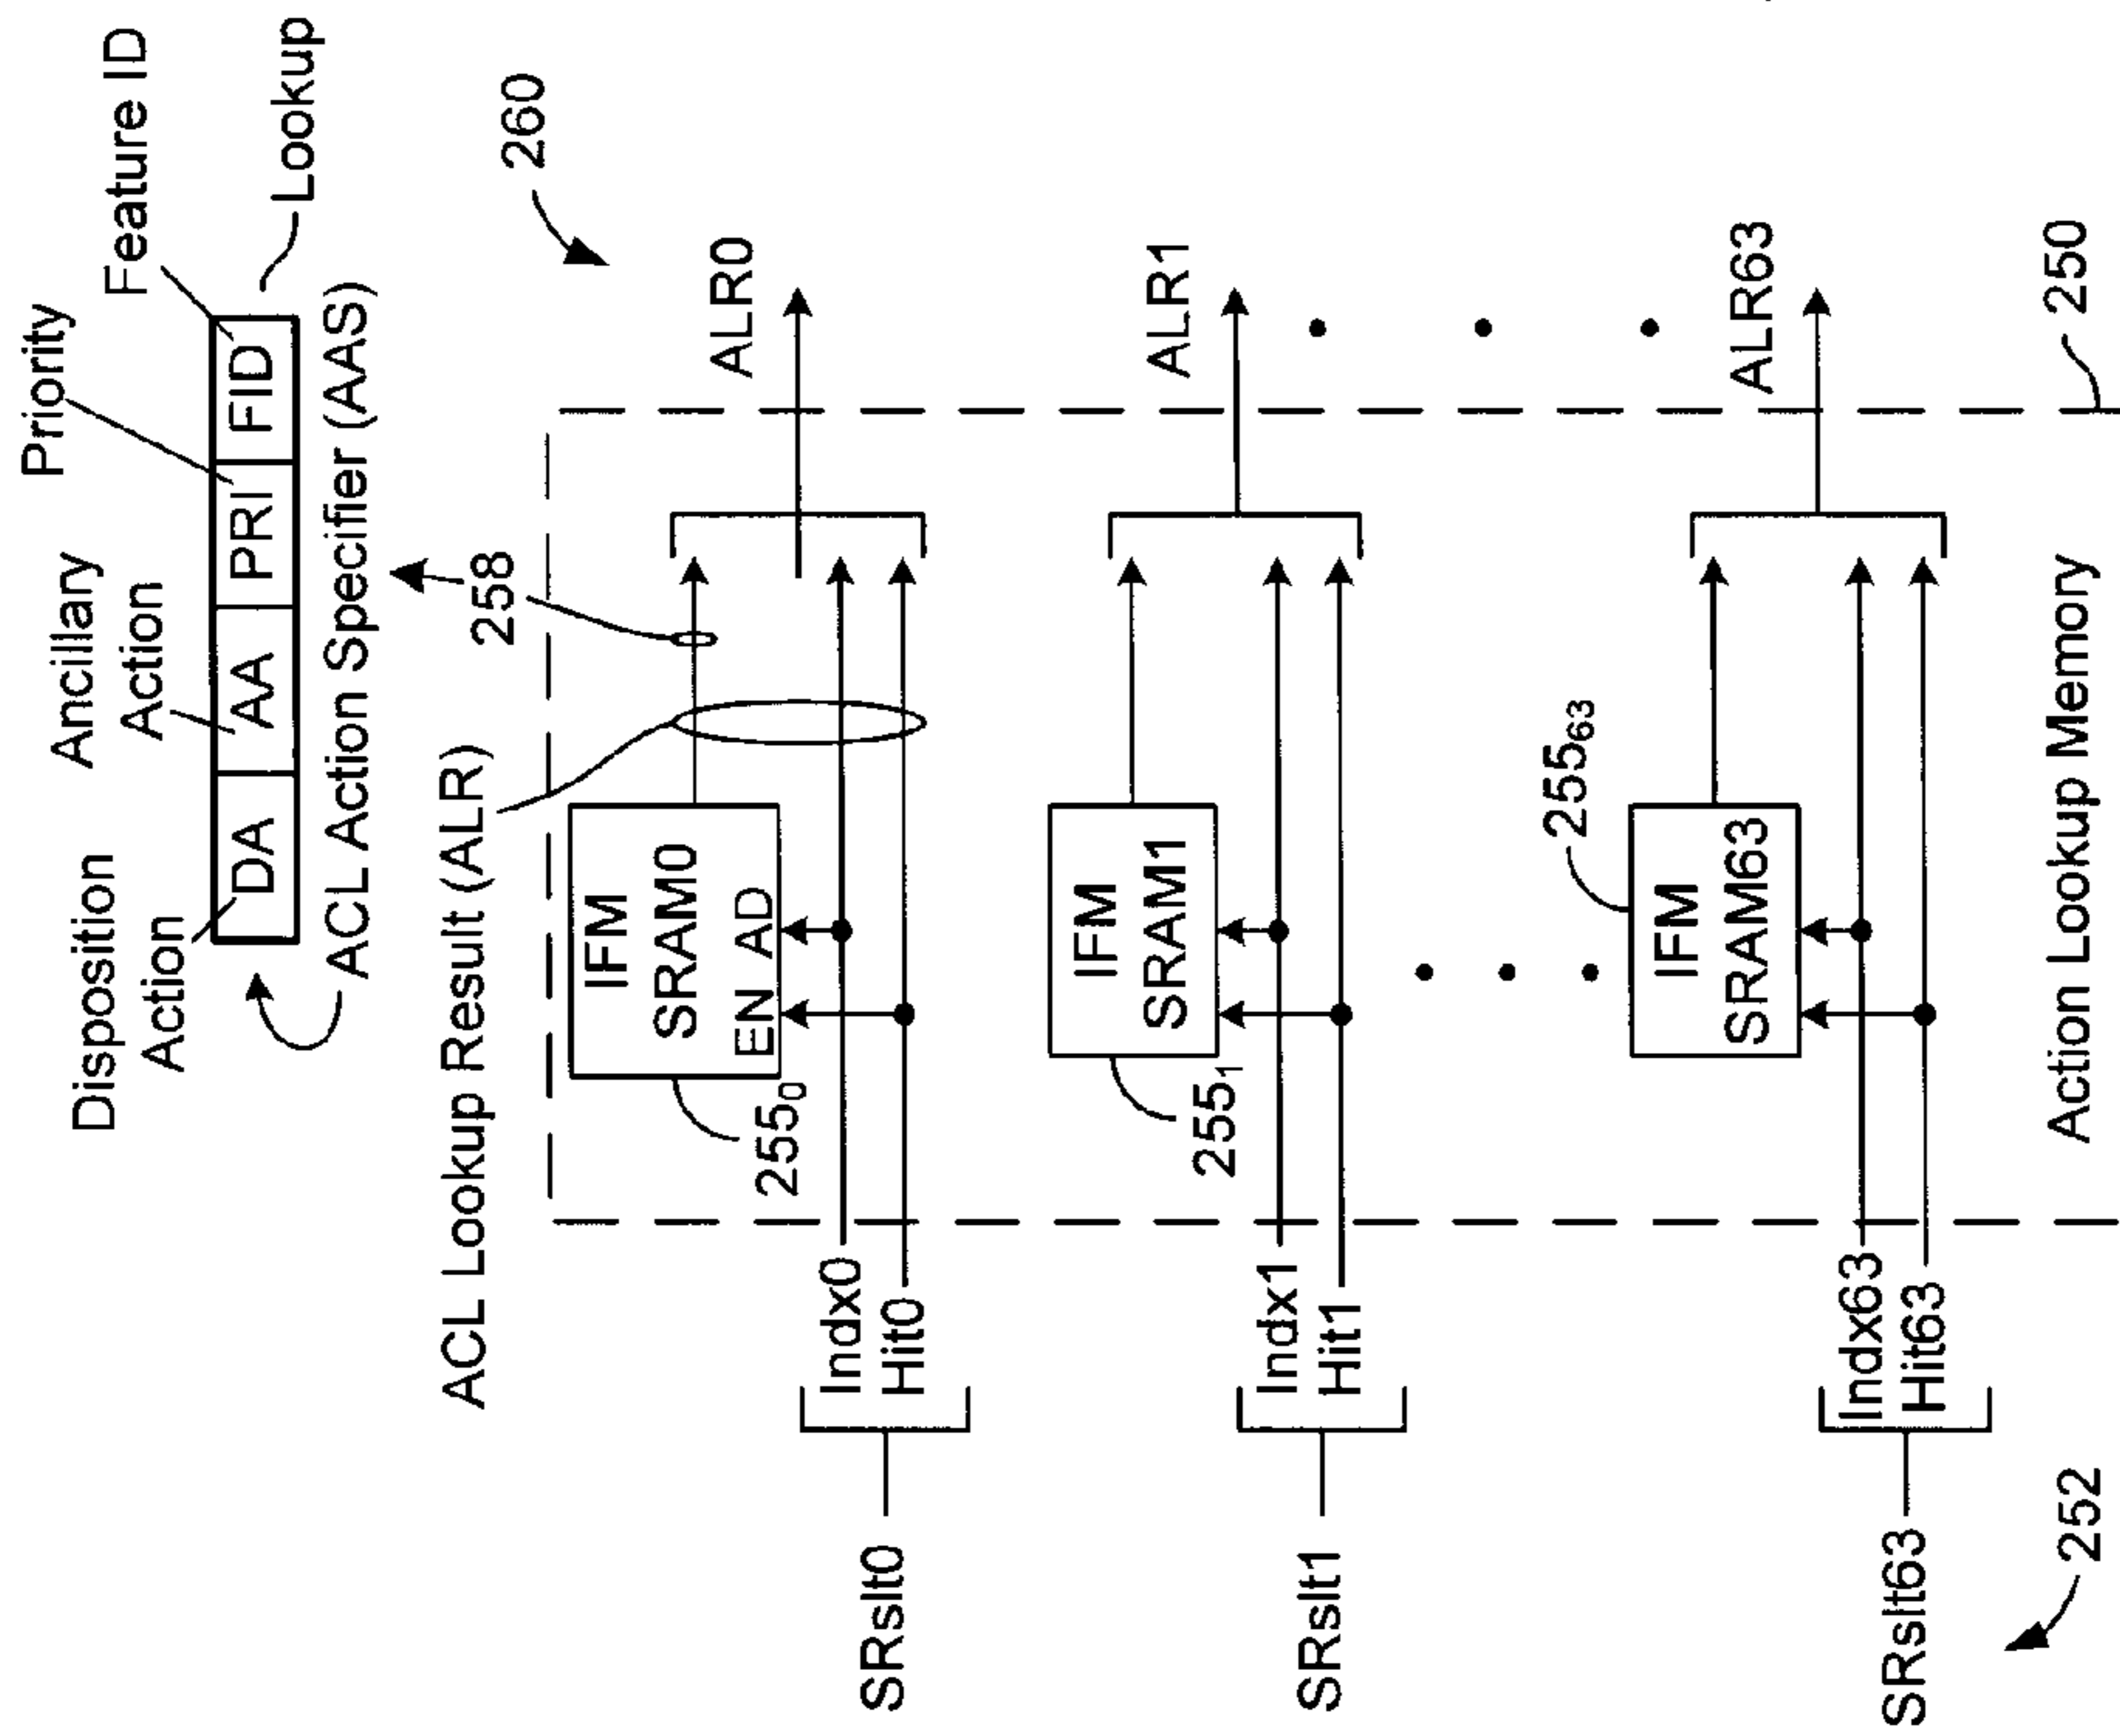 Disposition
Action
Ancillary
Action
Priority
Feature ID
DA AA PRI FID
Lookup
ACL Action Specifier (AAS)
ACL Lookup Result (ALR)
258
260
IFM
SRAM0
EN AD
255₀
ALR0
SRslt0
Indx0
Hit0
IFM
SRAM1
255₁
ALR1
SRslt1
Indx1
Hit1
IFM
SRAM63
255₆₃
ALR63
SRslt63
Indx63
Hit63
252
Action Lookup Memory
250